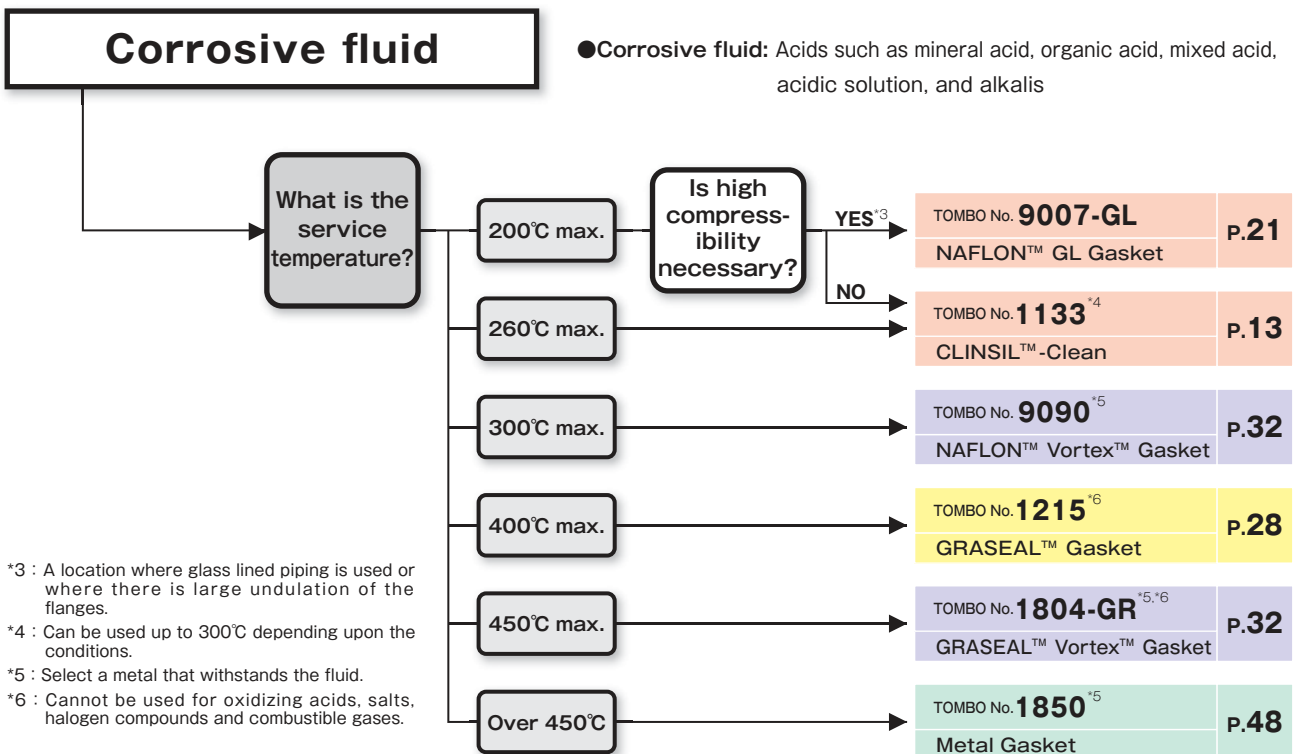 Corrosive fluid
●Corrosive fluid: Acids such as mineral acid, organic acid, mixed acid,
acidic solution, and alkalis
What is the
service
temperature?
200℃ max.
Is high
compress-
ibility
necessary?
YES*3
NO
TOMBO No. 9007-GL
NAFLON™ GL Gasket
P.21
260℃ max.
TOMBO No. 1133*4
CLINSIL™-Clean
P.13
300℃ max.
TOMBO No. 9090*5
NAFLON™ Vortex™ Gasket
P.32
400℃ max.
TOMBO No. 1215*6
GRASEAL™ Gasket
P.28
450℃ max.
TOMBO No. 1804-GR*5,*6
GRASEAL™ Vortex™ Gasket
P.32
Over 450℃
TOMBO No. 1850*5
Metal Gasket
P.48
*3 : A location where glass lined piping is used or
where there is large undulation of the
flanges.
*4 : Can be used up to 300℃ depending upon the
conditions.
*5 : Select a metal that withstands the fluid.
*6 : Cannot be used for oxidizing acids, salts,
halogen compounds and combustible gases.